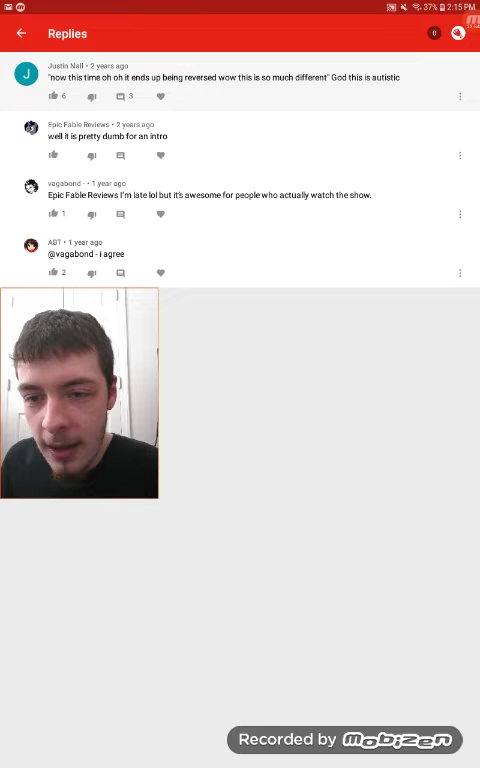 37% 2:15 PM
Replies
0
J
Justin Nall • 2 years ago
"now this time oh oh it ends up being reversed wow this is so much different" God this is autistic
6 3
Epic Fable Reviews • 2 years ago
well it is pretty dumb for an intro
vagabond - • 1 year ago
Epic Fable Reviews I'm late lol but it's awesome for people who actually watch the show.
1
ABT • 1 year ago
@vagabond - i agree
2
Recorded by mobizen